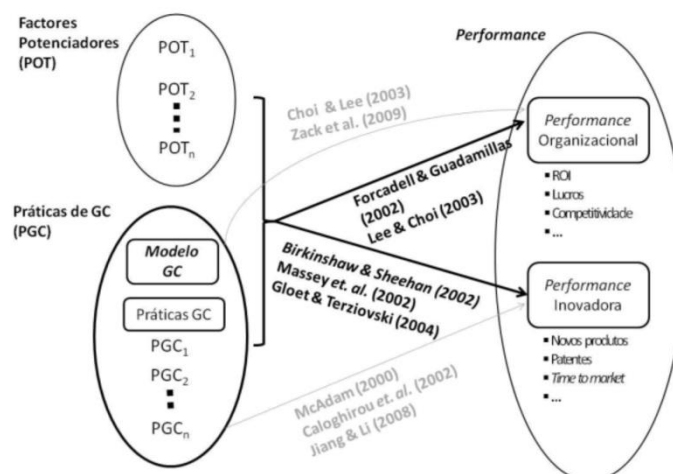 Factores
Potenciadores
(POT)
POT1
POT2
POTn
Práticas de GC
(PGC)
Modelo
GC
Práticas GC
PGC1
PGC2
PGCn
Choi & Lee (2003)
Zack et al. (2009)
Forcadell & Guadamillas
(2002)
Lee & Choi (2003)
Birkinshaw & Sheehan (2002)
Massey et. al. (2002)
Gloet & Terziovski (2004)
McAdam (2000)
Caloghirou et. al. (2002)
Jiang & Li (2008)
Performance
Performance
Organizacional
▪ ROI
▪ Lucros
▪ Competitividade
▪ ...
Performance
Inovadora
▪ Novos produtos
▪ Patentes
▪ Time to market
▪ ...